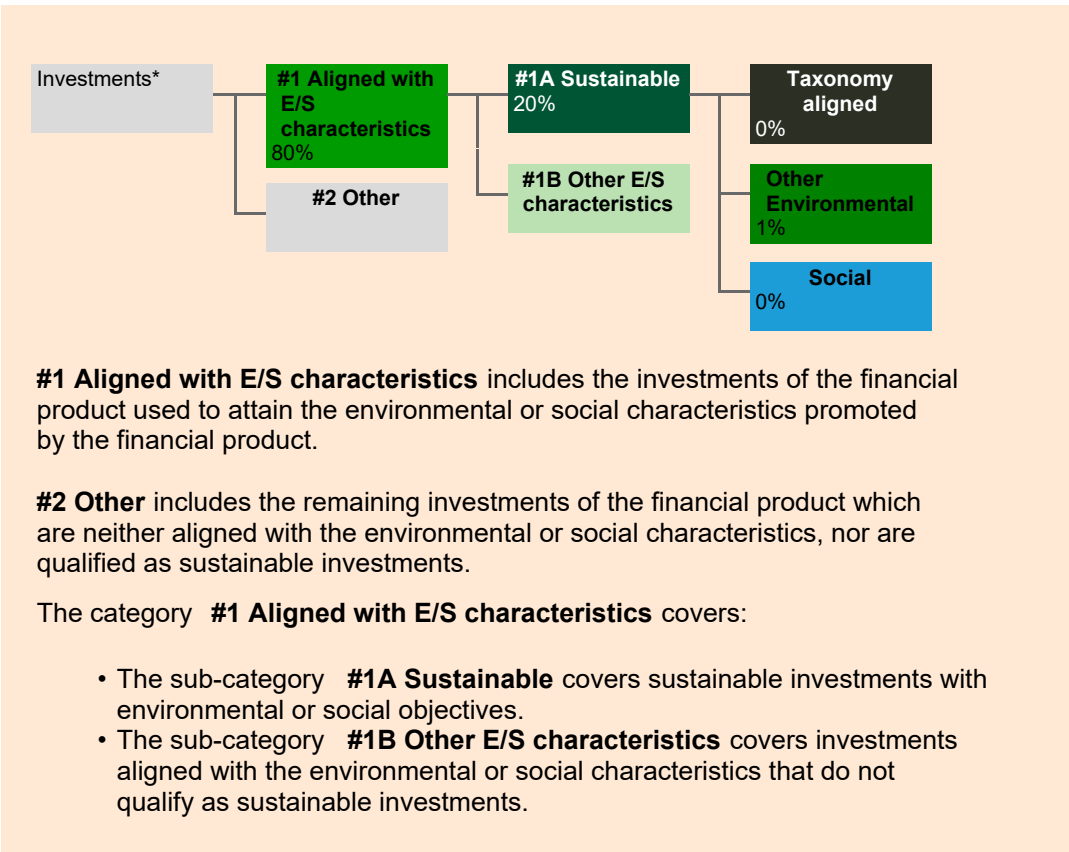 Investments*
#1 Aligned with
E/S
characteristics
80%
#2 Other
#1A Sustainable
20%
#1B Other E/S
characteristics
Taxonomy
aligned
0%
Other
Environmental
1%
Social
0%
#1 Aligned with E/S characteristics includes the investments of the financial
product used to attain the environmental or social characteristics promoted
by the financial product.
#2 Other includes the remaining investments of the financial product which
are neither aligned with the environmental or social characteristics, nor are
qualified as sustainable investments.
The category #1 Aligned with E/S characteristics covers:
• The sub-category #1A Sustainable covers sustainable investments with
environmental or social objectives.
• The sub-category #1B Other E/S characteristics covers investments
aligned with the environmental or social characteristics that do not
qualify as sustainable investments.